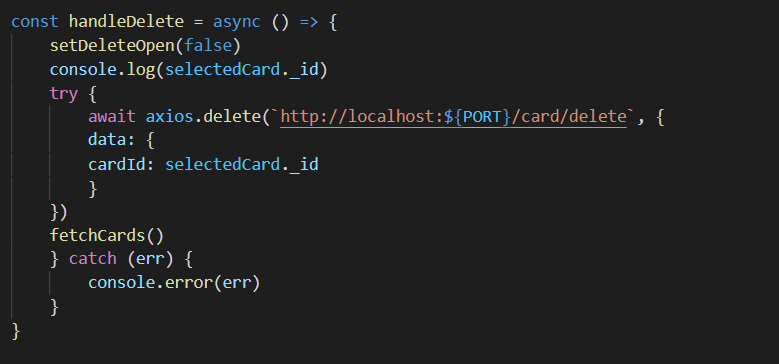 const handleDelete = async () => {
    setDeleteOpen(false)
    console.log(selectedCard._id)
    try {
        await axios.delete(`http://localhost:${PORT}/card/delete`, {
        data: {
        cardId: selectedCard._id
        }
    })
    fetchCards()
    } catch (err) {
        console.error(err)
    }
}